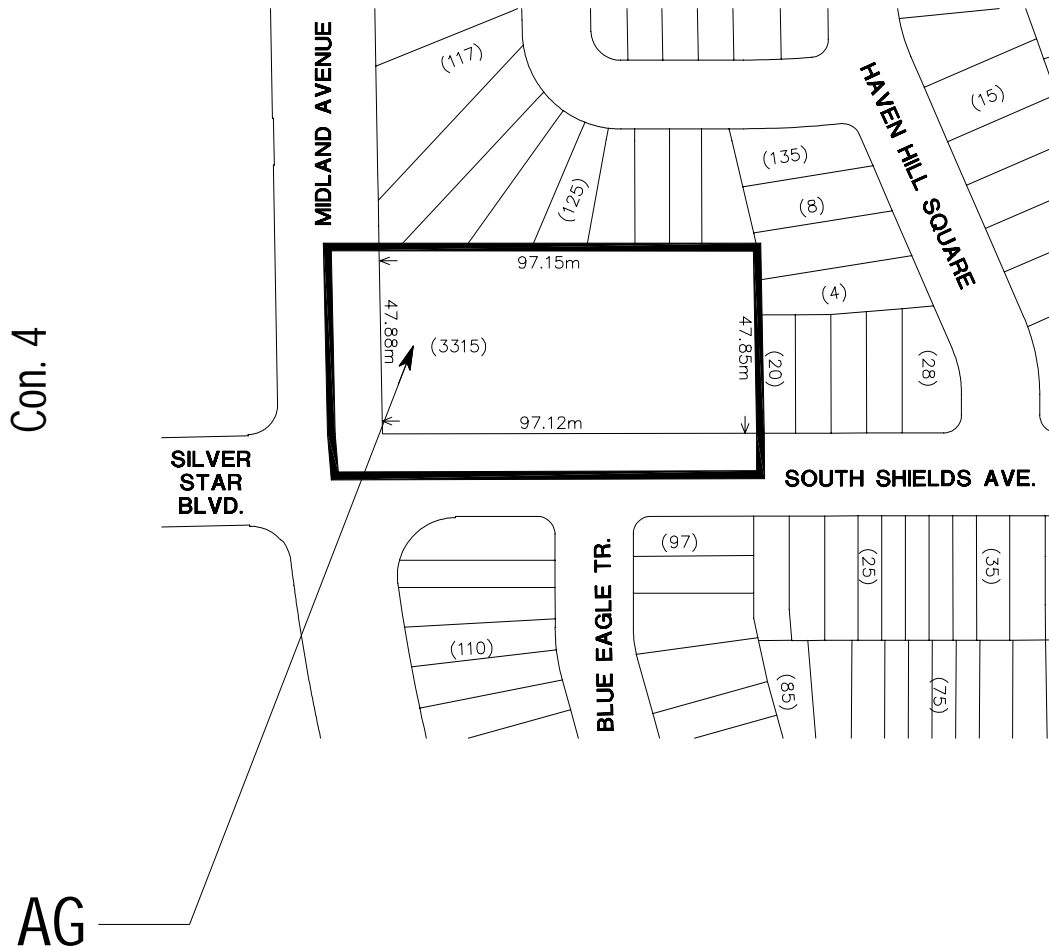 MIDLAND AVENUE
(117)
HAVEN HILL SQUARE
(15)
(135)
(125)
(8)
97.15m
(4)
47.88m
(3315)
47.85m
(20)
(28)
Con. 4
97.12m
SILVER
STAR
BLVD.
SOUTH SHIELDS AVE.
BLUE EAGLE TR.
(97)
(25)
(35)
(110)
(85)
(75)
AG